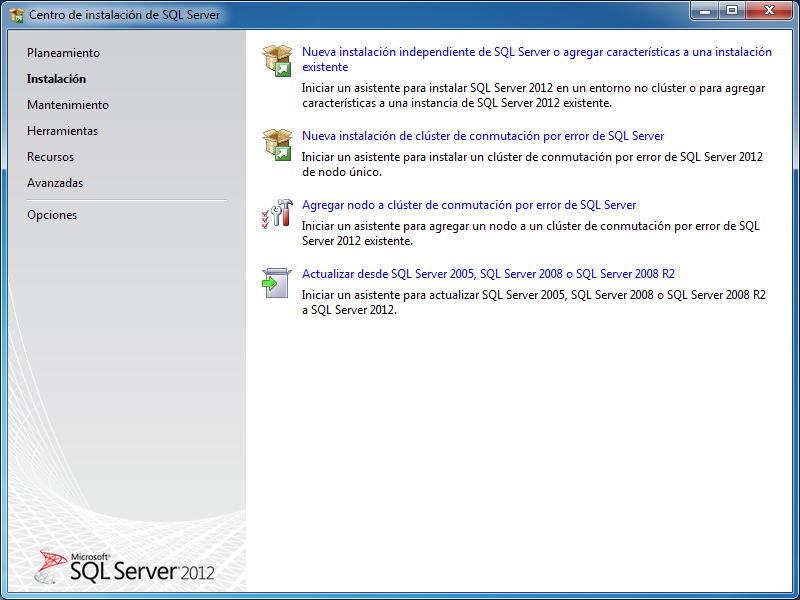 Centro de instalación de SQL Server
Planeamiento
Instalación
Mantenimiento
Herramientas
Recursos
Avanzadas
Opciones
Nueva instalación independiente de SQL Server o agregar características a una instalación
existente
Iniciar un asistente para instalar SQL Server 2012 en un entorno no clúster o para agregar
características a una instancia de SQL Server 2012 existente.
Nueva instalación de clúster de conmutación por error de SQL Server
Iniciar un asistente para instalar un clúster de conmutación por error de SQL Server 2012
de nodo único.
Agregar nodo a clúster de conmutación por error de SQL Server
Iniciar un asistente para agregar un nodo a un clúster de conmutación por error de SQL
Server 2012 existente.
Actualizar desde SQL Server 2005, SQL Server 2008 o SQL Server 2008 R2
Iniciar un asistente para actualizar SQL Server 2005, SQL Server 2008 o SQL Server 2008 R2
a SQL Server 2012.
Microsoft®
SQL Server® 2012